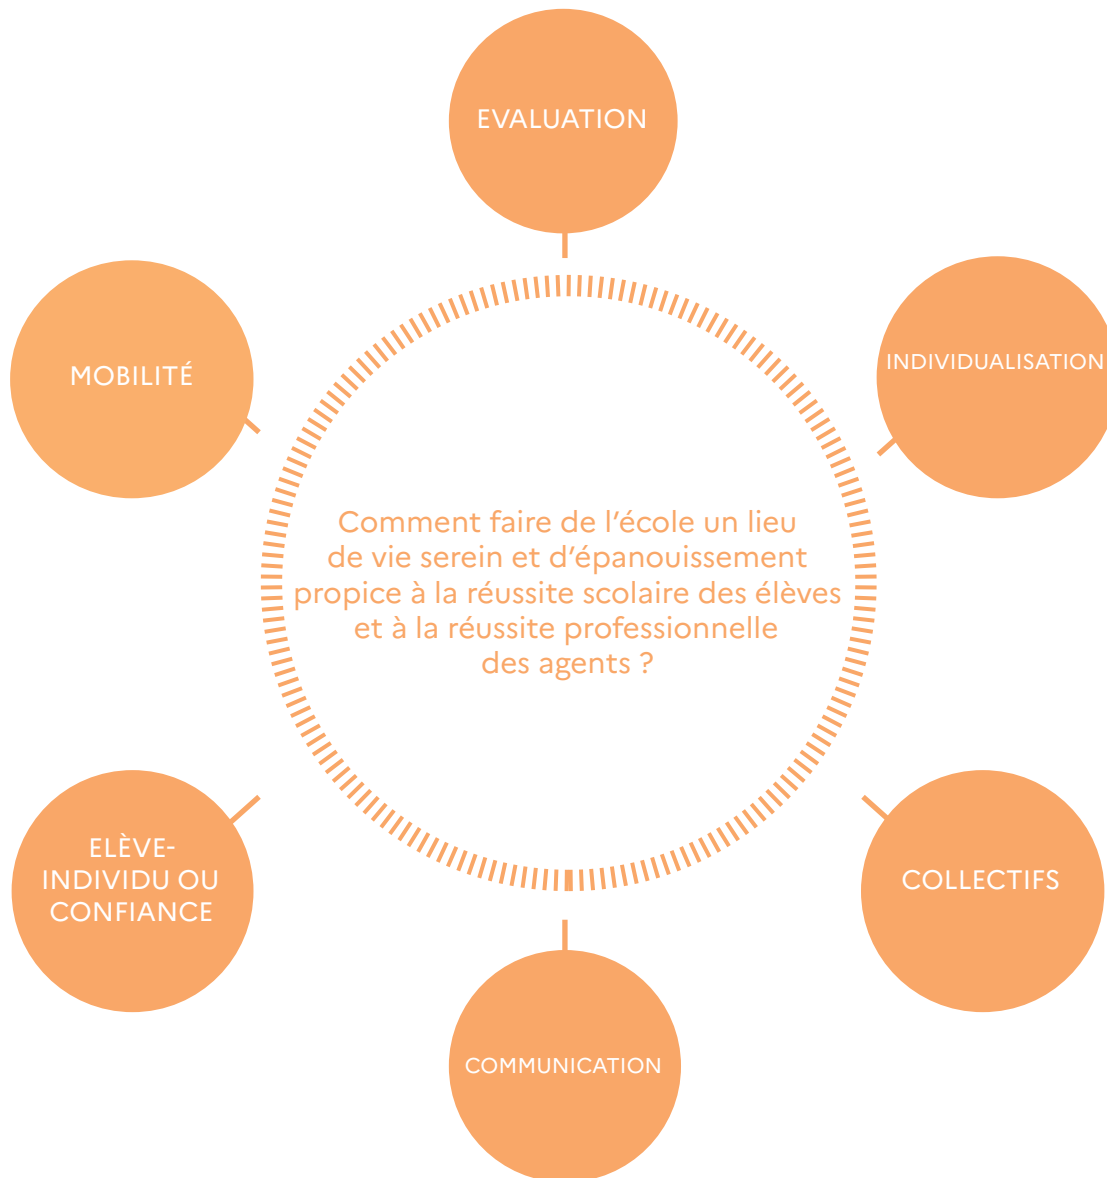 EVALUATION
MOBILITÉ
INDIVIDUALISATION
Comment faire de l'école un lieu
de vie serein et d'épanouissement
propice à la réussite scolaire des élèves
et à la réussite professionnelle
des agents ?
ELÈVE-
INDIVIDU OU
CONFIANCE
COLLECTIFS
COMMUNICATION